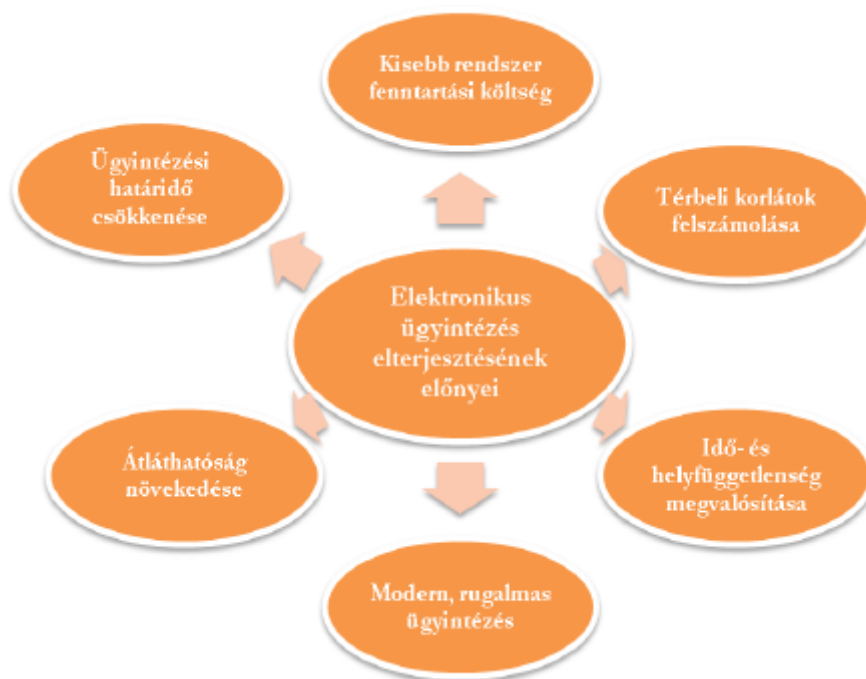 Kisebb rendszer
fenntartási költség
Ügyintézési
határidő
csökkenése
Térbeli korlátok
felszámolása
Elektronikus
ügyintézés
elterjesztésének
előnyei
Átláthatóság
növekedése
Idő- és
helyfüggetlenség
megvalósítása
Modern, rugalmas
ügyintézés